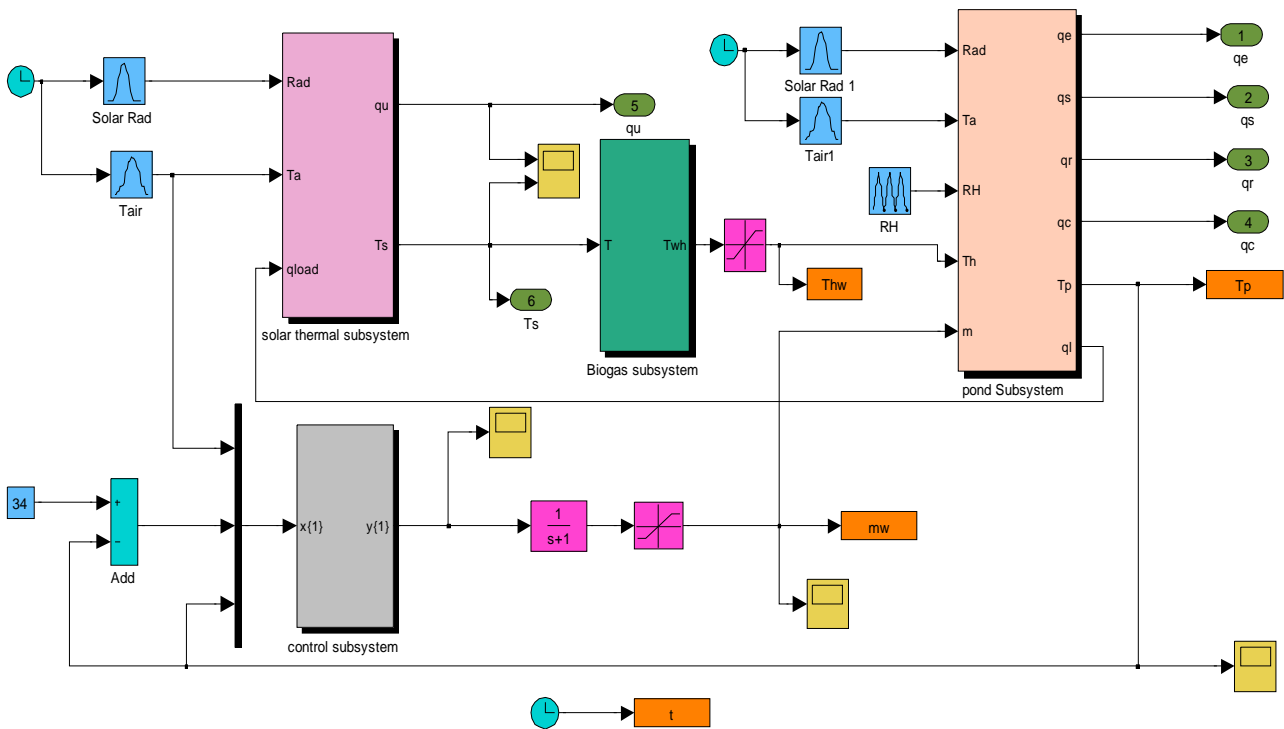 Solar Rad
Tair
Rad
Ta
qload
qu
Ts
solar thermal subsystem
5
qu
6
Ts
T
Twh
Biogas subsystem
Thw
Solar Rad 1
Tair1
RH
Rad
Ta
RH
Th
m
qe
qs
qr
qc
Tp
ql
pond Subsystem
1
qe
2
qs
3
qr
4
qc
Tp
34
+
−
Add
x{1}
y{1}
control subsystem
1
s+1
mw
t